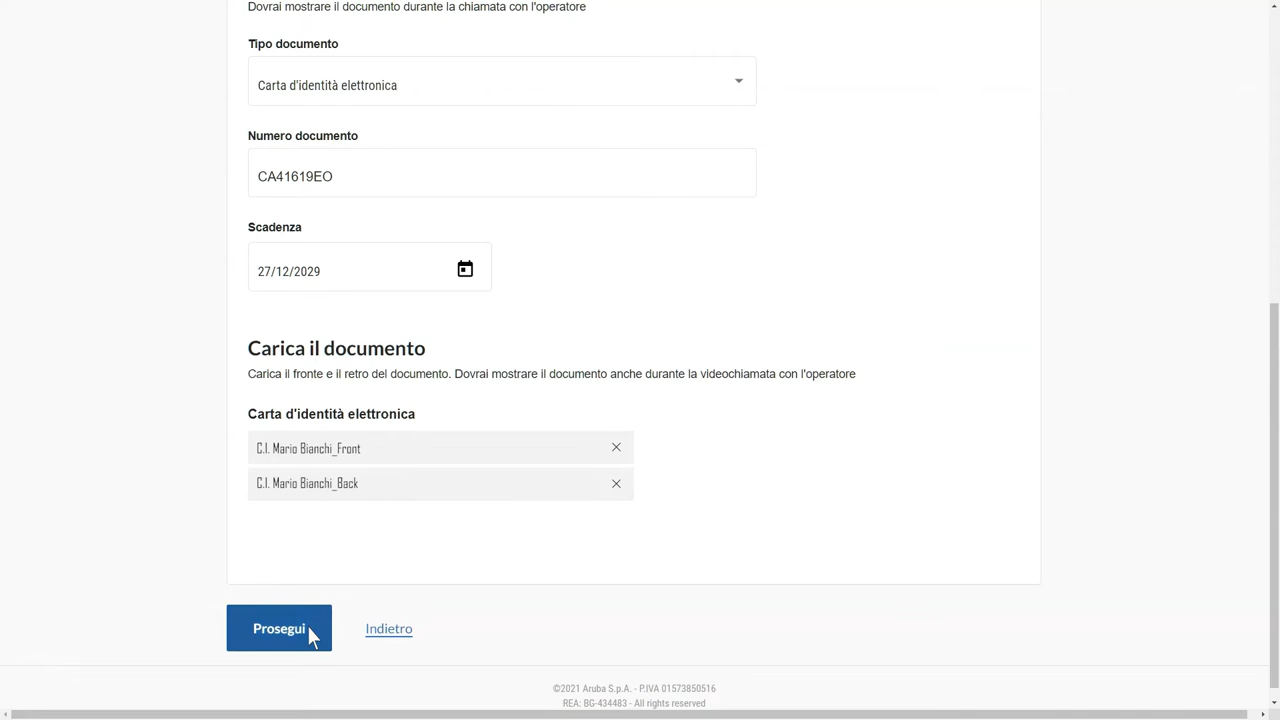 Dovrai mostrare il documento durante la chiamata con l'operatore
Tipo documento
Carta d'identità elettronica
Numero documento
CA41619EO
Scadenza
27/12/2029
Carica il documento
Carica il fronte e il retro del documento. Dovrai mostrare il documento anche durante la videochiamata con l'operatore
Carta d'identità elettronica
C.I. Mario Bianchi_Front
C.I. Mario Bianchi_Back
Prosegui
Indietro
©2021 Aruba S.p.A. - P.IVA 01573850516
REA: BG-434483 - All rights reserved